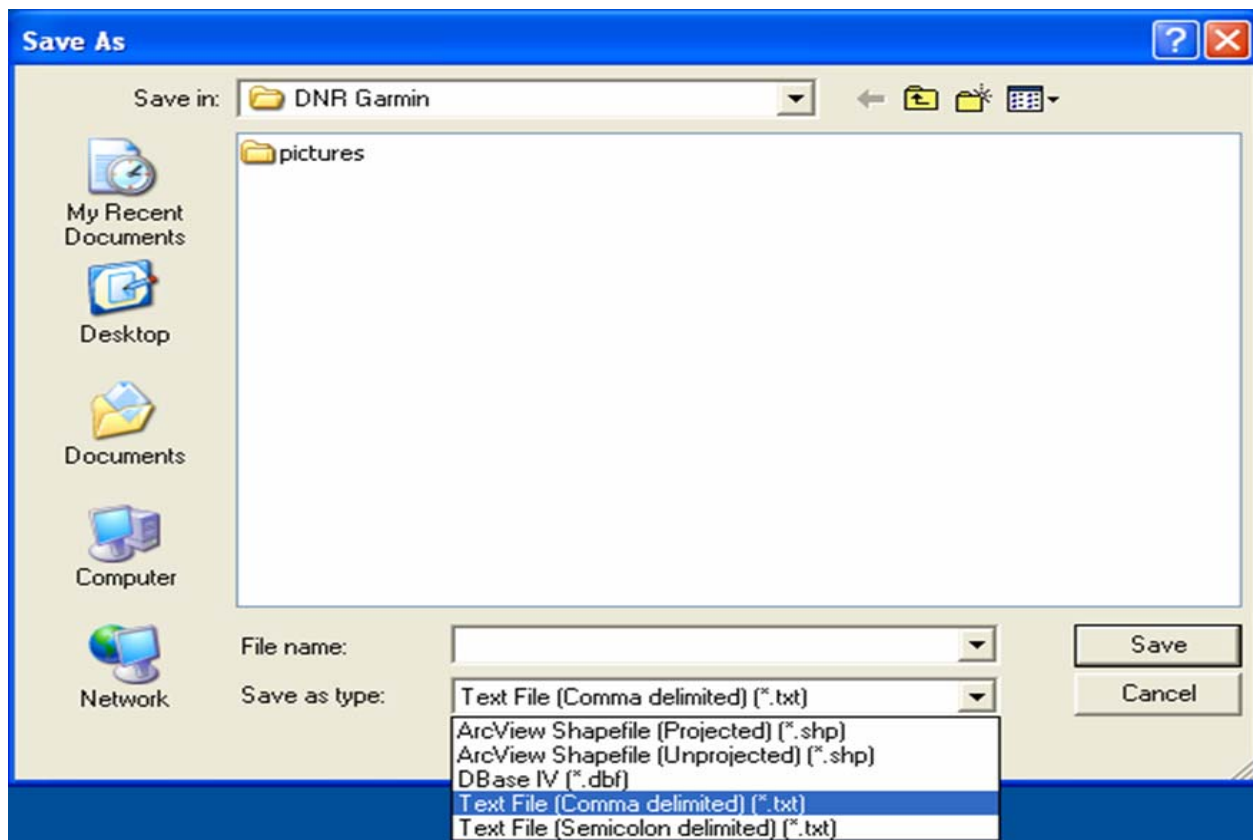 Save As
Save in:
DNR Garmin
pictures
My Recent
Documents
Desktop
Documents
Computer
Network
File name:
Save
Save as type:
Text File (Comma delimited) (*.txt)
Cancel
ArcView Shapefile (Projected) (*.shp)
ArcView Shapefile (Unprojected) (*.shp)
DBase IV (*.dbf)
Text File (Comma delimited) (*.txt)
Text File (Semicolon delimited) (*.txt)